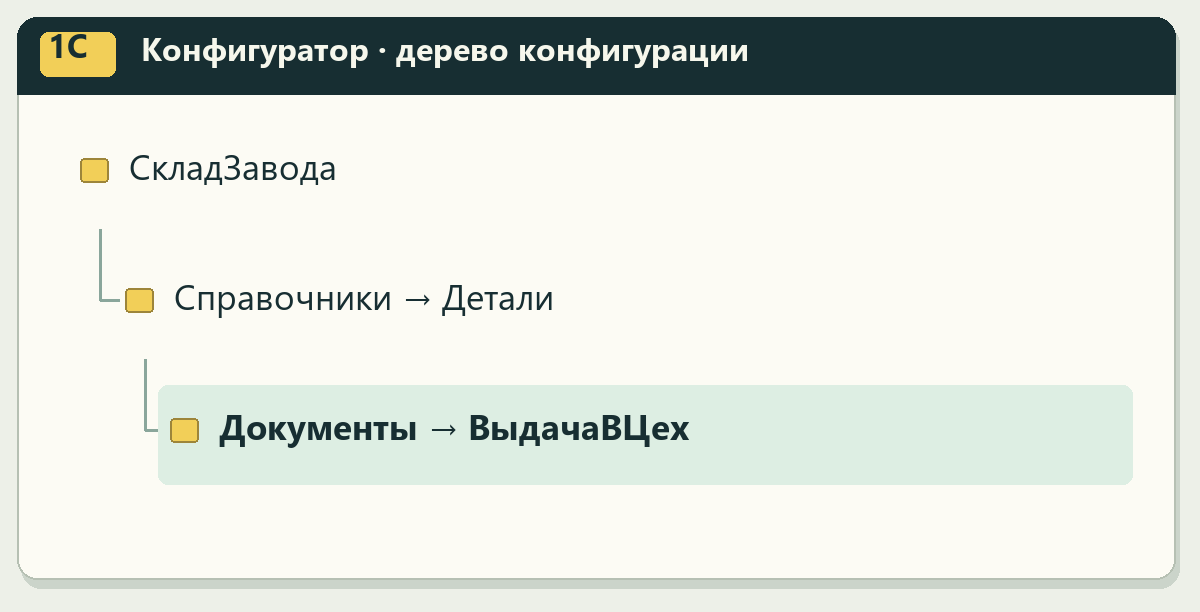 1С
Конфигуратор · дерево конфигурации
СкладЗавода
Справочники → Детали
Документы → ВыдачаВЦех